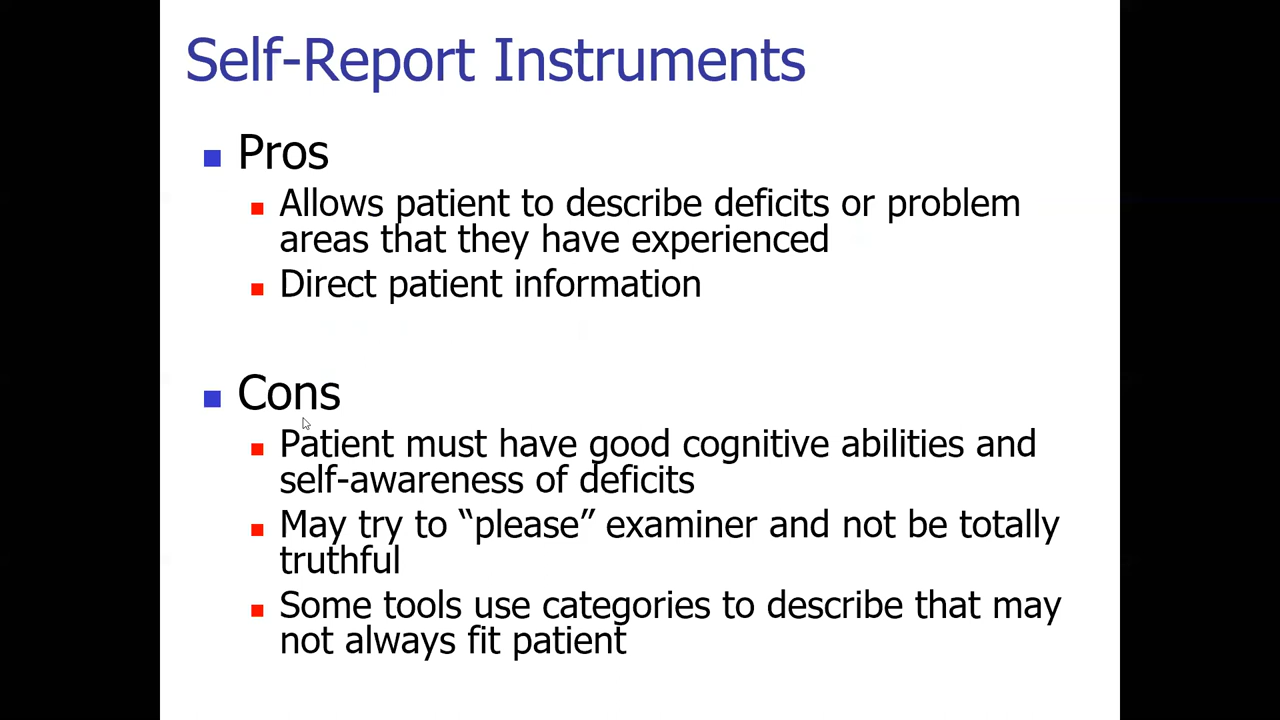 Self-Report Instruments
Pros
Allows patient to describe deficits or problem
areas that they have experienced
Direct patient information
Cons
Patient must have good cognitive abilities and
self-awareness of deficits
May try to “please” examiner and not be totally
truthful
Some tools use categories to describe that may
not always fit patient